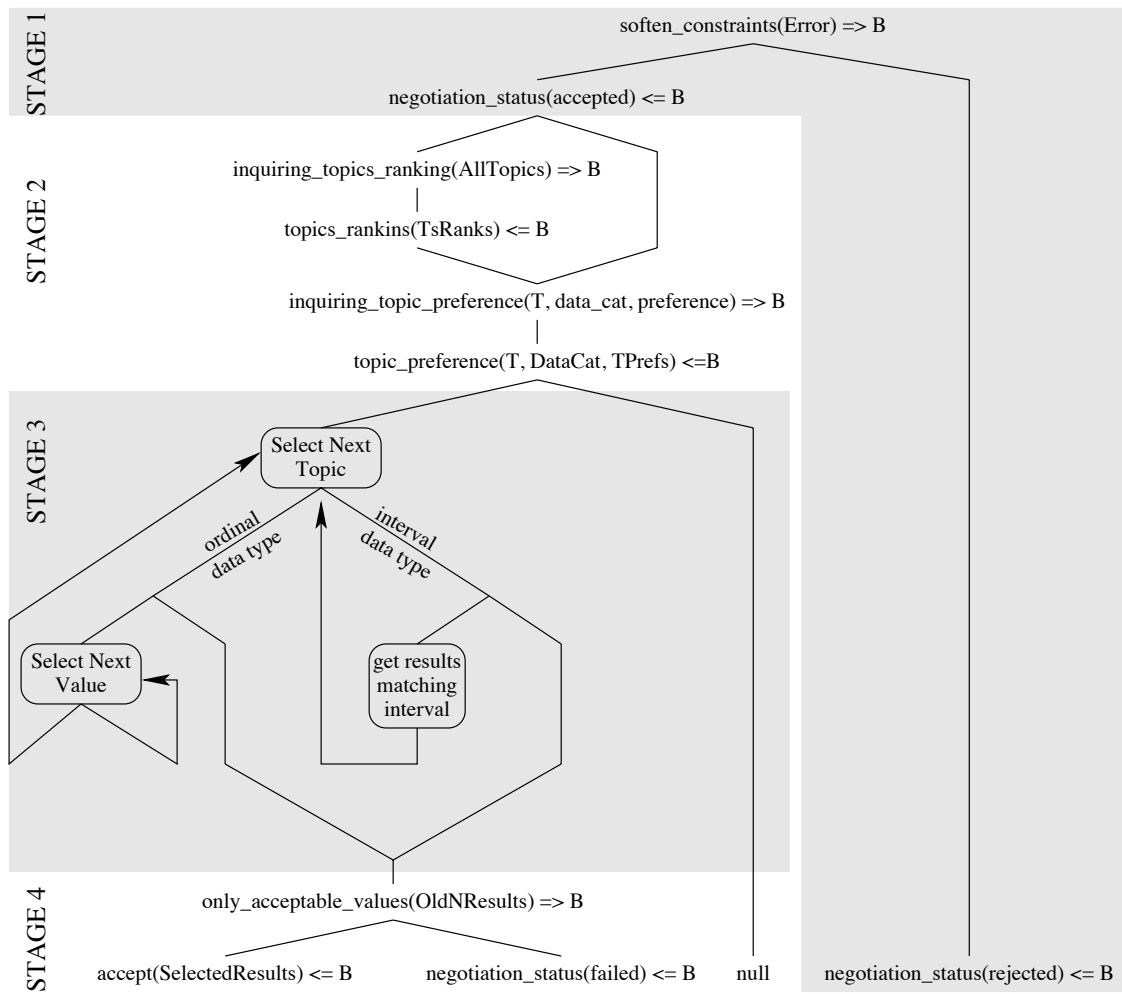 STAGE 1
soften_constraints(Error) => B
negotiation_status(accepted) <= B
STAGE 2
inquiring_topics_ranking(AllTopics) => B
topics_rankins(TsRanks) <= B
inquiring_topic_preference(T, data_cat, preference) => B
topic_preference(T, DataCat, TPrefs) <=B
STAGE 3
Select Next
Topic
ordinal
data type
interval
data type
Select Next
Value
get results
matching
interval
STAGE 4
only_acceptable_values(OldNResults) => B
accept(SelectedResults) <= B
negotiation_status(failed) <= B
null
negotiation_status(rejected) <= B